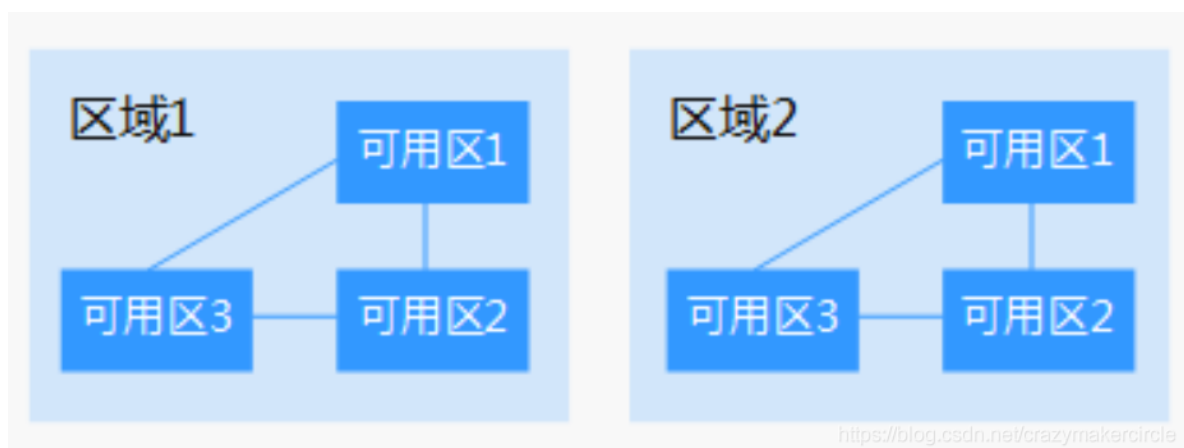 区域1
可用区1
可用区3
可用区2
区域2
可用区1
可用区3
可用区2
https://blog.csdn.net/crazymakercircle